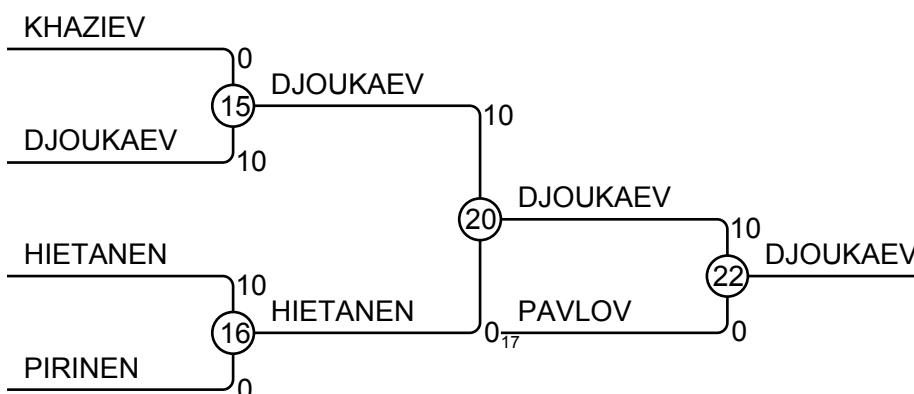 KHAZIEV
0
15
DJOUKAEV
10
DJOUKAEV
10
20
DJOUKAEV
10
22
DJOUKAEV
HIETANEN
10
16
HIETANEN
0
17
PAVLOV
0
PIRINEN
0